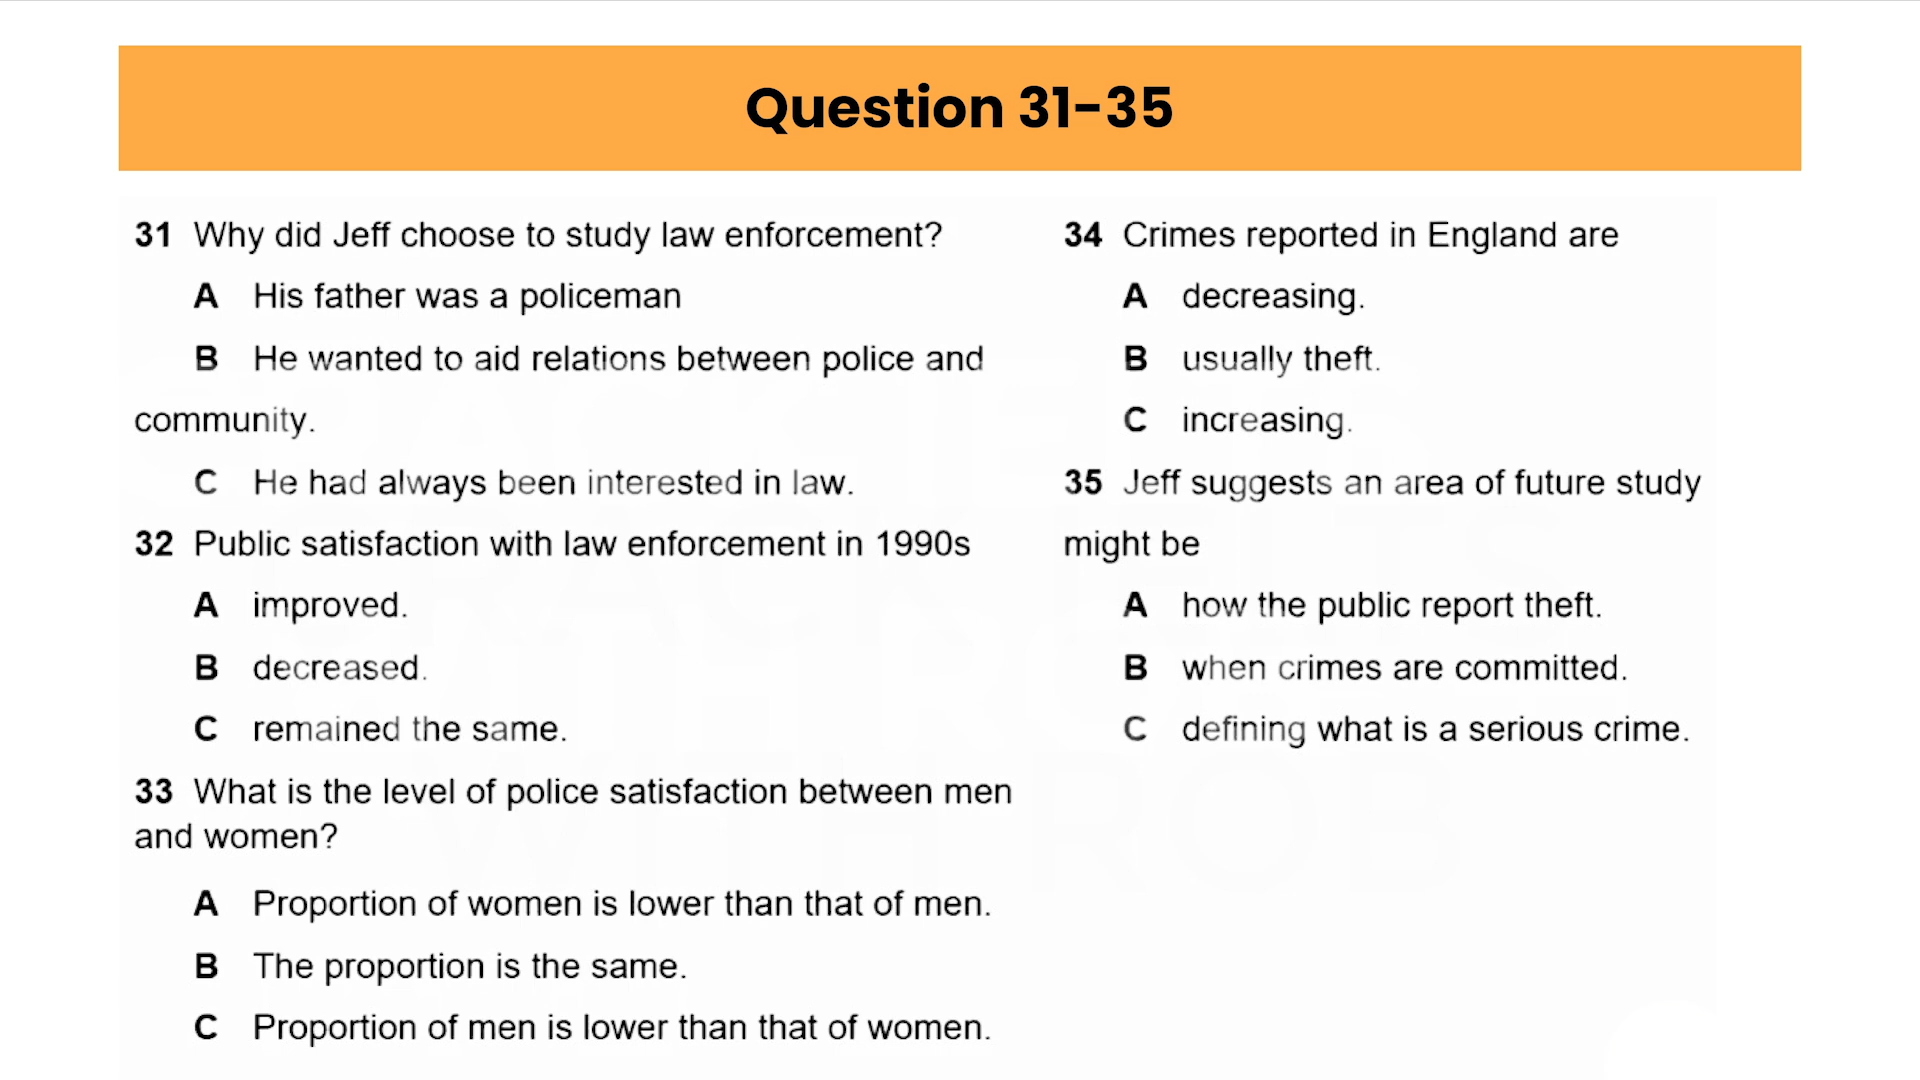 Question 31-35
31 Why did Jeff choose to study law enforcement?
A His father was a policeman
B He wanted to aid relations between police and
community.
C He had always been interested in law.
32 Public satisfaction with law enforcement in 1990s
A improved.
B decreased.
C remained the same.
33 What is the level of police satisfaction between men
and women?
A Proportion of women is lower than that of men.
B The proportion is the same.
C Proportion of men is lower than that of women.
34 Crimes reported in England are
A decreasing.
B usually theft.
C increasing.
35 Jeff suggests an area of future study
might be
A how the public report theft.
B when crimes are committed.
C defining what is a serious crime.